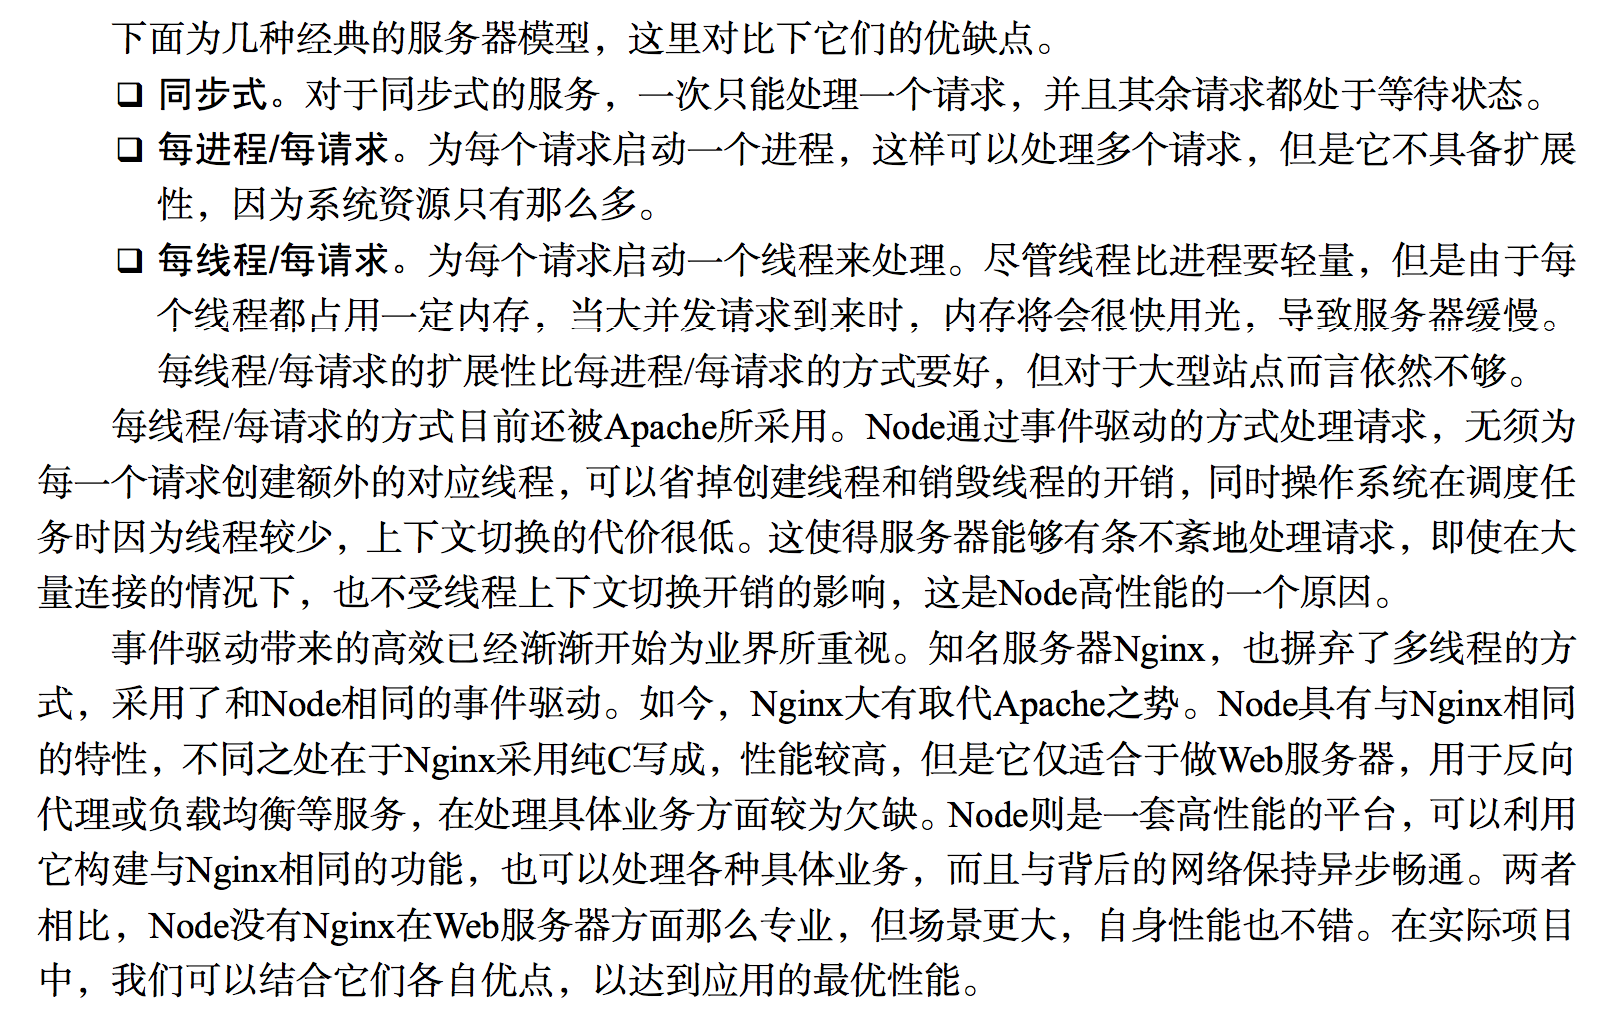 下面为几种经典的服务器模型，这里对比下它们的优缺点。
❑ 同步式。对于同步式的服务，一次只能处理一个请求，并且其余请求都处于等待状态。
❑ 每进程/每请求。为每个请求启动一个进程，这样可以处理多个请求，但是它不具备扩展
性，因为系统资源只有那么多。
❑ 每线程/每请求。为每个请求启动一个线程来处理。尽管线程比进程要轻量，但是由于每
个线程都占用一定内存，当大并发请求到来时，内存将会很快用光，导致服务器缓慢。
每线程/每请求的扩展性比每进程/每请求的方式要好，但对于大型站点而言依然不够。
每线程/每请求的方式目前还被Apache所采用。Node通过事件驱动的方式处理请求，无须为
每一个请求创建额外的对应线程，可以省掉创建线程和销毁线程的开销，同时操作系统在调度任
务时因为线程较少，上下文切换的代价很低。这使得服务器能够有条不紊地处理请求，即使在大
量连接的情况下，也不受线程上下文切换开销的影响，这是Node高性能的一个原因。
事件驱动带来的高效已经渐渐开始为业界所重视。知名服务器Nginx，也摒弃了多线程的方
式，采用了和Node相同的事件驱动。如今，Nginx大有取代Apache之势。Node具有与Nginx相同
的特性，不同之处在于Nginx采用纯C写成，性能较高，但是它仅适合于做Web服务器，用于反向
代理或负载均衡等服务，在处理具体业务方面较为欠缺。Node则是一套高性能的平台，可以利用
它构建与Nginx相同的功能，也可以处理各种具体业务，而且与背后的网络保持异步畅通。两者
相比，Node没有Nginx在Web服务器方面那么专业，但场景更大，自身性能也不错。在实际项目
中，我们可以结合它们各自优点，以达到应用的最优性能。